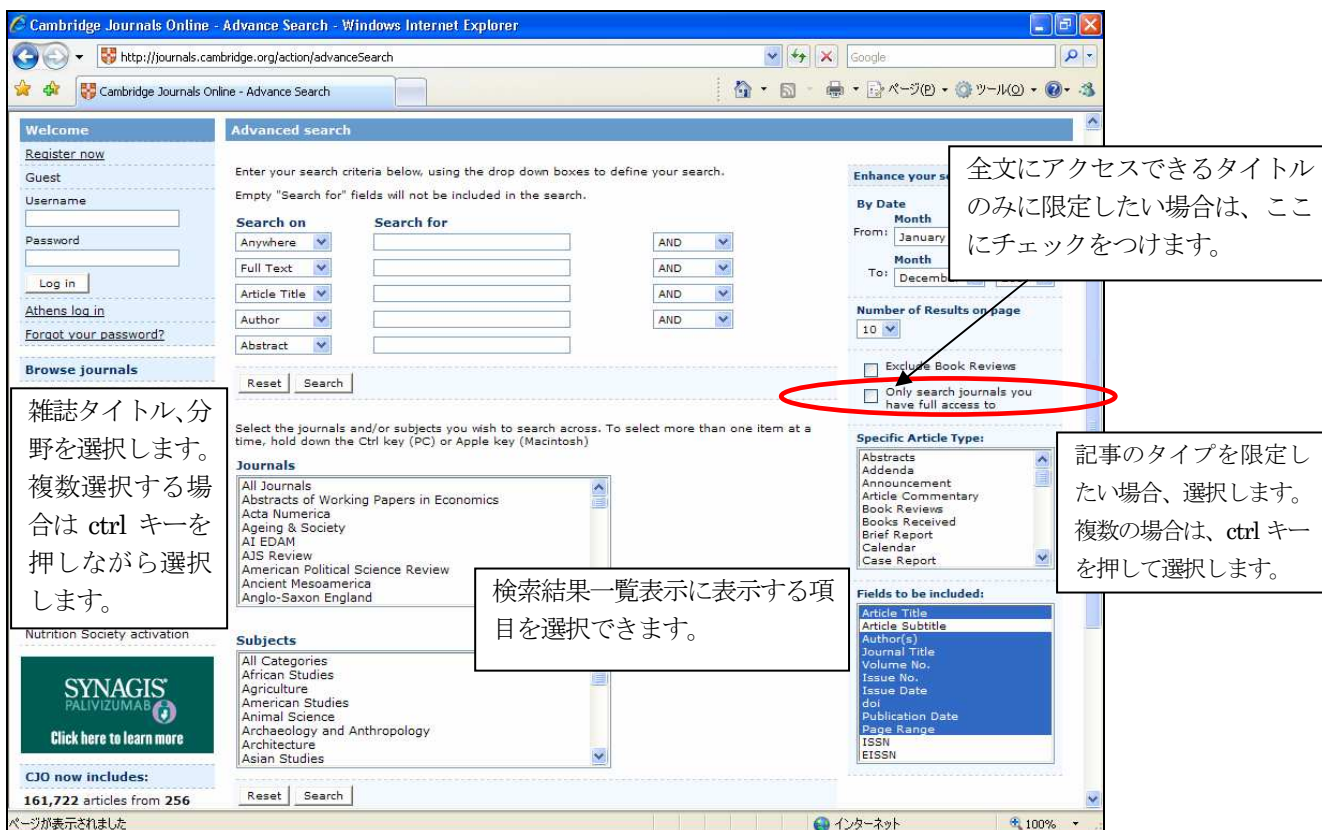 Cambridge Journals Online - Advance Search - Windows Internet Explorer
http://journals.cambridge.org/action/advanceSearch
Google
Cambridge Journals Online - Advance Search
ページ(P)
ツール(O)
Welcome
Register now
Guest
Username
Password
Log in
Athens log in
Forgot your password?
Browse journals
雑誌タイトル、分
野を選択します。
複数選択する場
合は ctrl キーを
押しながら選択
します。
Nutrition Society activation
SYNAGIS
PALIVIZUMAB
Click here to learn more
CJO now includes:
161,722 articles from 256
Advanced search
Enter your search criteria below, using the drop down boxes to define your search.
Empty "Search for" fields will not be included in the search.
Search on Search for
Anywhere AND
Full Text AND
Article Title AND
Author AND
Abstract
Reset Search
Select the journals and/or subjects you wish to search across. To select more than one item at a
time, hold down the Ctrl key (PC) or Apple key (Macintosh)
Journals
All Journals
Abstracts of Working Papers in Economics
Acta Numerica
Ageing & Society
AI EDAM
AJS Review
American Political Science Review
Ancient Mesoamerica
Anglo-Saxon England
検索結果一覧表示に表示する項
目を選択できます。
Subjects
All Categories
African Studies
Agriculture
American Studies
Animal Science
Archaeology and Anthropology
Architecture
Asian Studies
Reset Search
全文にアクセスできるタイトル
のみに限定したい場合は、ここ
にチェックをつけます。
Enhance your
By Date
Month
From: January
Month
To:
Number of Results on page
10
Exclude Book Reviews
Only search journals you
have full access to
Specific Article Type:
Abstracts
Addenda
Announcement
Article Commentary
Book Reviews
Books Received
Brief Report
Calendar
Case Report
記事のタイプを限定し
たい場合、選択します。
複数の場合は、ctrl キー
を押して選択します。
Fields to be included:
Article Title
Article Subtitle
Author(s)
Journal Title
Volume No.
Issue No.
Issue Date
doi
Publication Date
Page Range
ISSN
EISSN
ページが表示されました
インターネット
100%